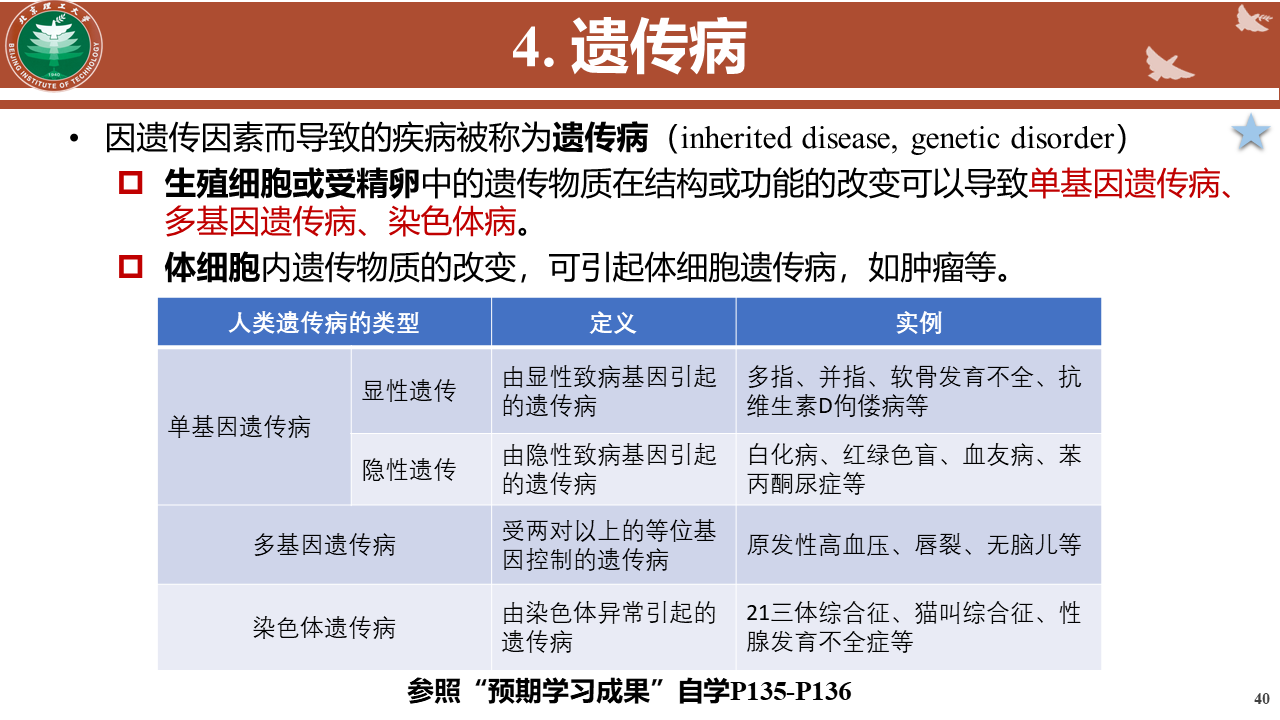 北京理工大学
BEIJING INSTITUTE OF TECHNOLOGY
1940
4. 遗传病
• 因遗传因素而导致的疾病被称为遗传病（inherited disease, genetic disorder）
生殖细胞或受精卵中的遗传物质在结构或功能的改变可以导致单基因遗传病、
多基因遗传病、染色体病。
体细胞内遗传物质的改变，可引起体细胞遗传病，如肿瘤等。
人类遗传病的类型 定义 实例
单基因遗传病
显性遗传
由显性致病基因引起
的遗传病
多指、并指、软骨发育不全、抗
维生素D佝偻病等
隐性遗传
由隐性致病基因引起
的遗传病
白化病、红绿色盲、血友病、苯
丙酮尿症等
多基因遗传病
受两对以上的等位基
因控制的遗传病
原发性高血压、唇裂、无脑儿等
染色体遗传病
由染色体异常引起的
遗传病
21三体综合征、猫叫综合征、性
腺发育不全症等
参照“预期学习成果”自学P135-P136
40